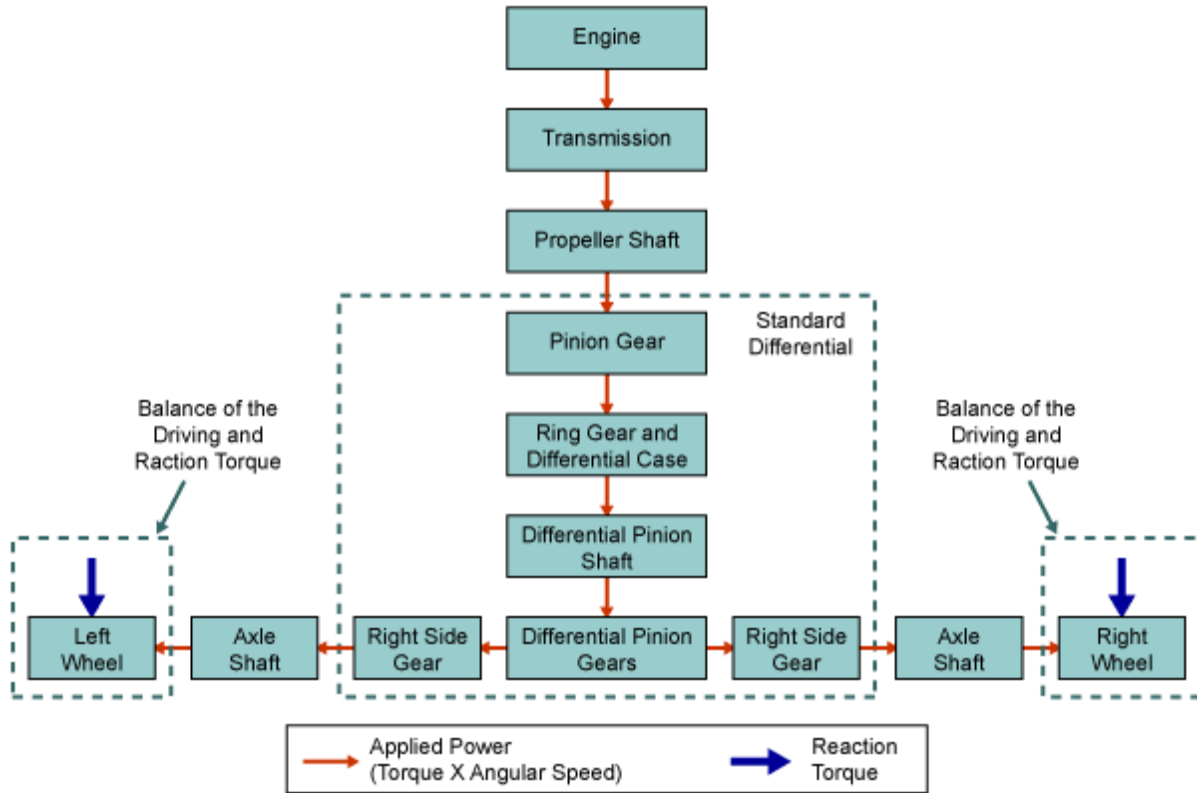 Engine
Transmission
Propeller Shaft
Pinion Gear
Standard
Differential
Ring Gear and
Differential Case
Balance of the
Driving and
Raction Torque
Balance of the
Driving and
Raction Torque
Differential Pinion
Shaft
Left
Wheel
Axle
Shaft
Right Side
Gear
Differential Pinion
Gears
Right Side
Gear
Axle
Shaft
Right
Wheel
Applied Power
(Torque X Angular Speed)
Reaction
Torque